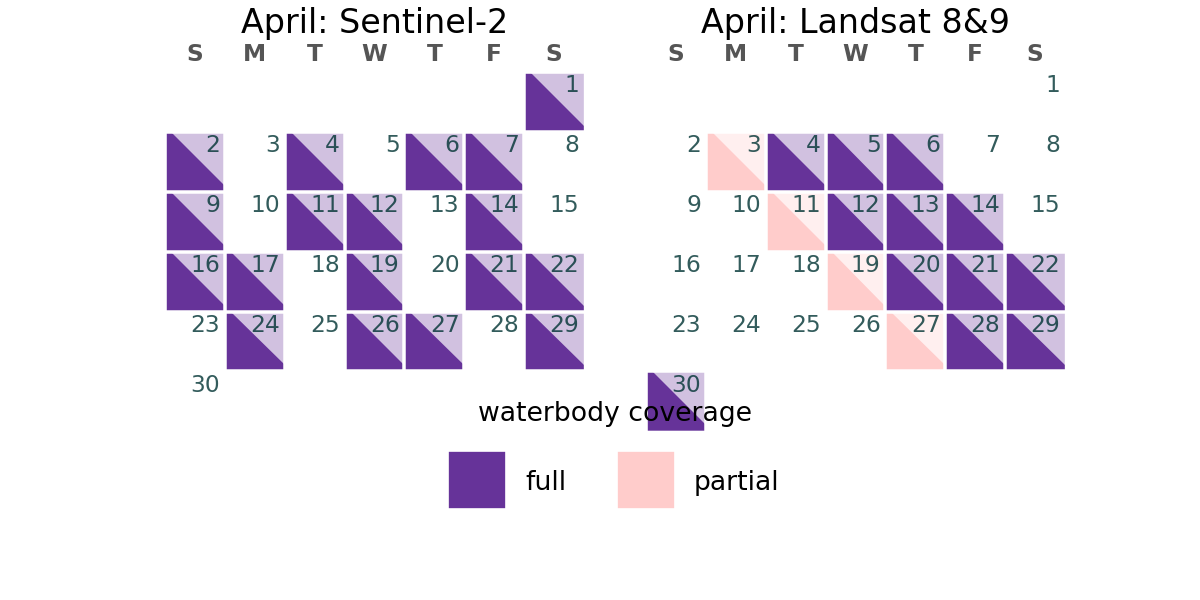 April: Sentinel-2
S M T W T F S
1
2 3 4 5 6 7 8
9 10 11 12 13 14 15
16 17 18 19 20 21 22
23 24 25 26 27 28 29
30
April: Landsat 8&9
S M T W T F S
1
2 3 4 5 6 7 8
9 10 11 12 13 14 15
16 17 18 19 20 21 22
23 24 25 26 27 28 29
30
waterbody coverage
full partial